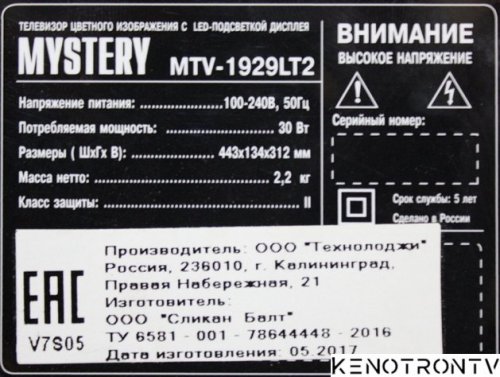 ТЕЛЕВИЗОР ЦВЕТНОГО ИЗОБРАЖЕНИЯ С LED-ПОДСВЕТКОЙ ДИСПЛЕЯ
MYSTERY MTV-1929LT2
Напряжение питания: ........................ 100-240В, 50Гц
Потребляемая мощность: ........................ 30 Вт
Размеры ( ШхГх В): ........................ 443х134х312 мм
Масса нетто: ........................ 2,2 кг
Класс защиты: ........................ II
ВНИМАНИЕ
ВЫСОКОЕ НАПРЯЖЕНИЕ
Серийный номер:
Срок службы: 5 лет
Сделано в России
EAC
V7S05
Производитель: ООО "Технолоджи"
Россия, 236010, г. Калининград,
Правая Набережная, 21
Изготовитель:
ООО "Сликан Балт"
ТУ 6581 - 001 - 78644448 - 2016
Дата изготовления: 05.2017
KENOTRONTV